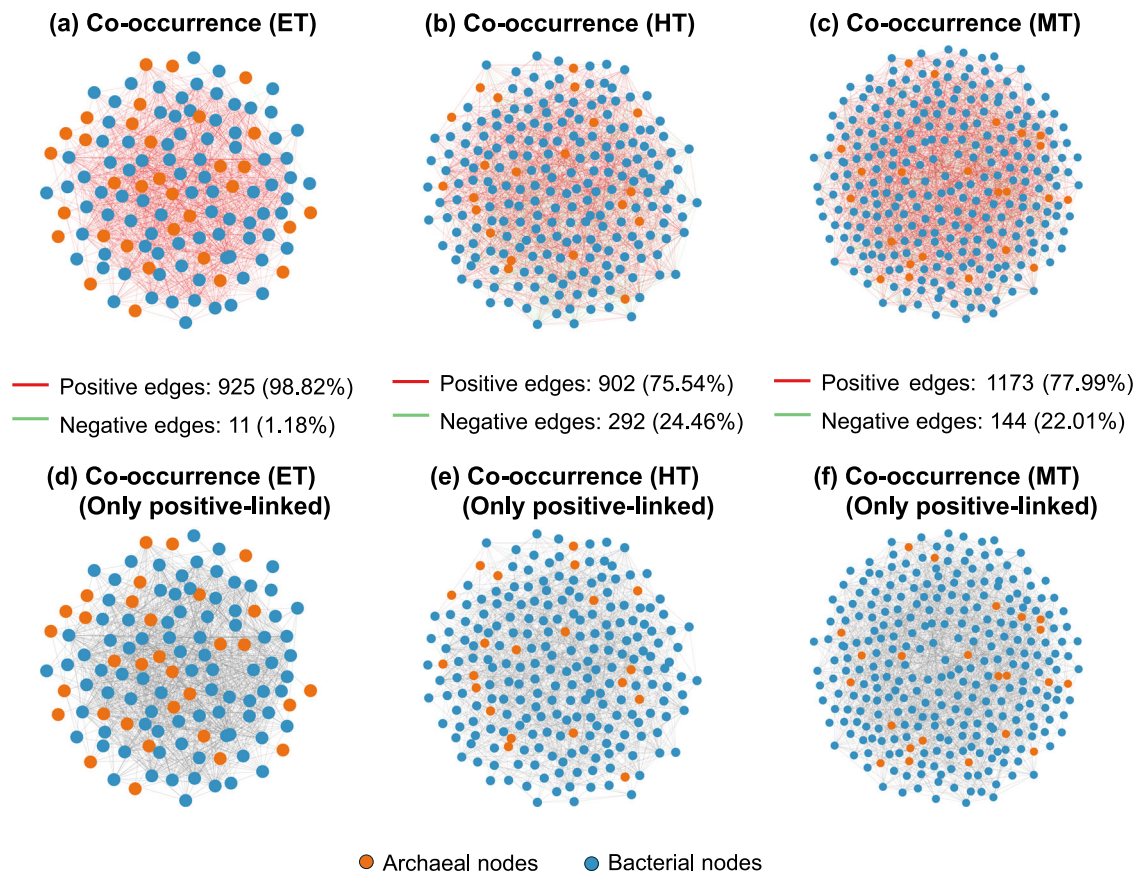 (a) Co-occurrence (ET)
(b) Co-occurrence (HT)
(c) Co-occurrence (MT)
Positive edges: 925 (98.82%)
Negative edges: 11 (1.18%)
Positive edges: 902 (75.54%)
Negative edges: 292 (24.46%)
Positive edges: 1173 (77.99%)
Negative edges: 144 (22.01%)
(d) Co-occurrence (ET)
(Only positive-linked)
(e) Co-occurrence (HT)
(Only positive-linked)
(f) Co-occurrence (MT)
(Only positive-linked)
Archaeal nodes
Bacterial nodes